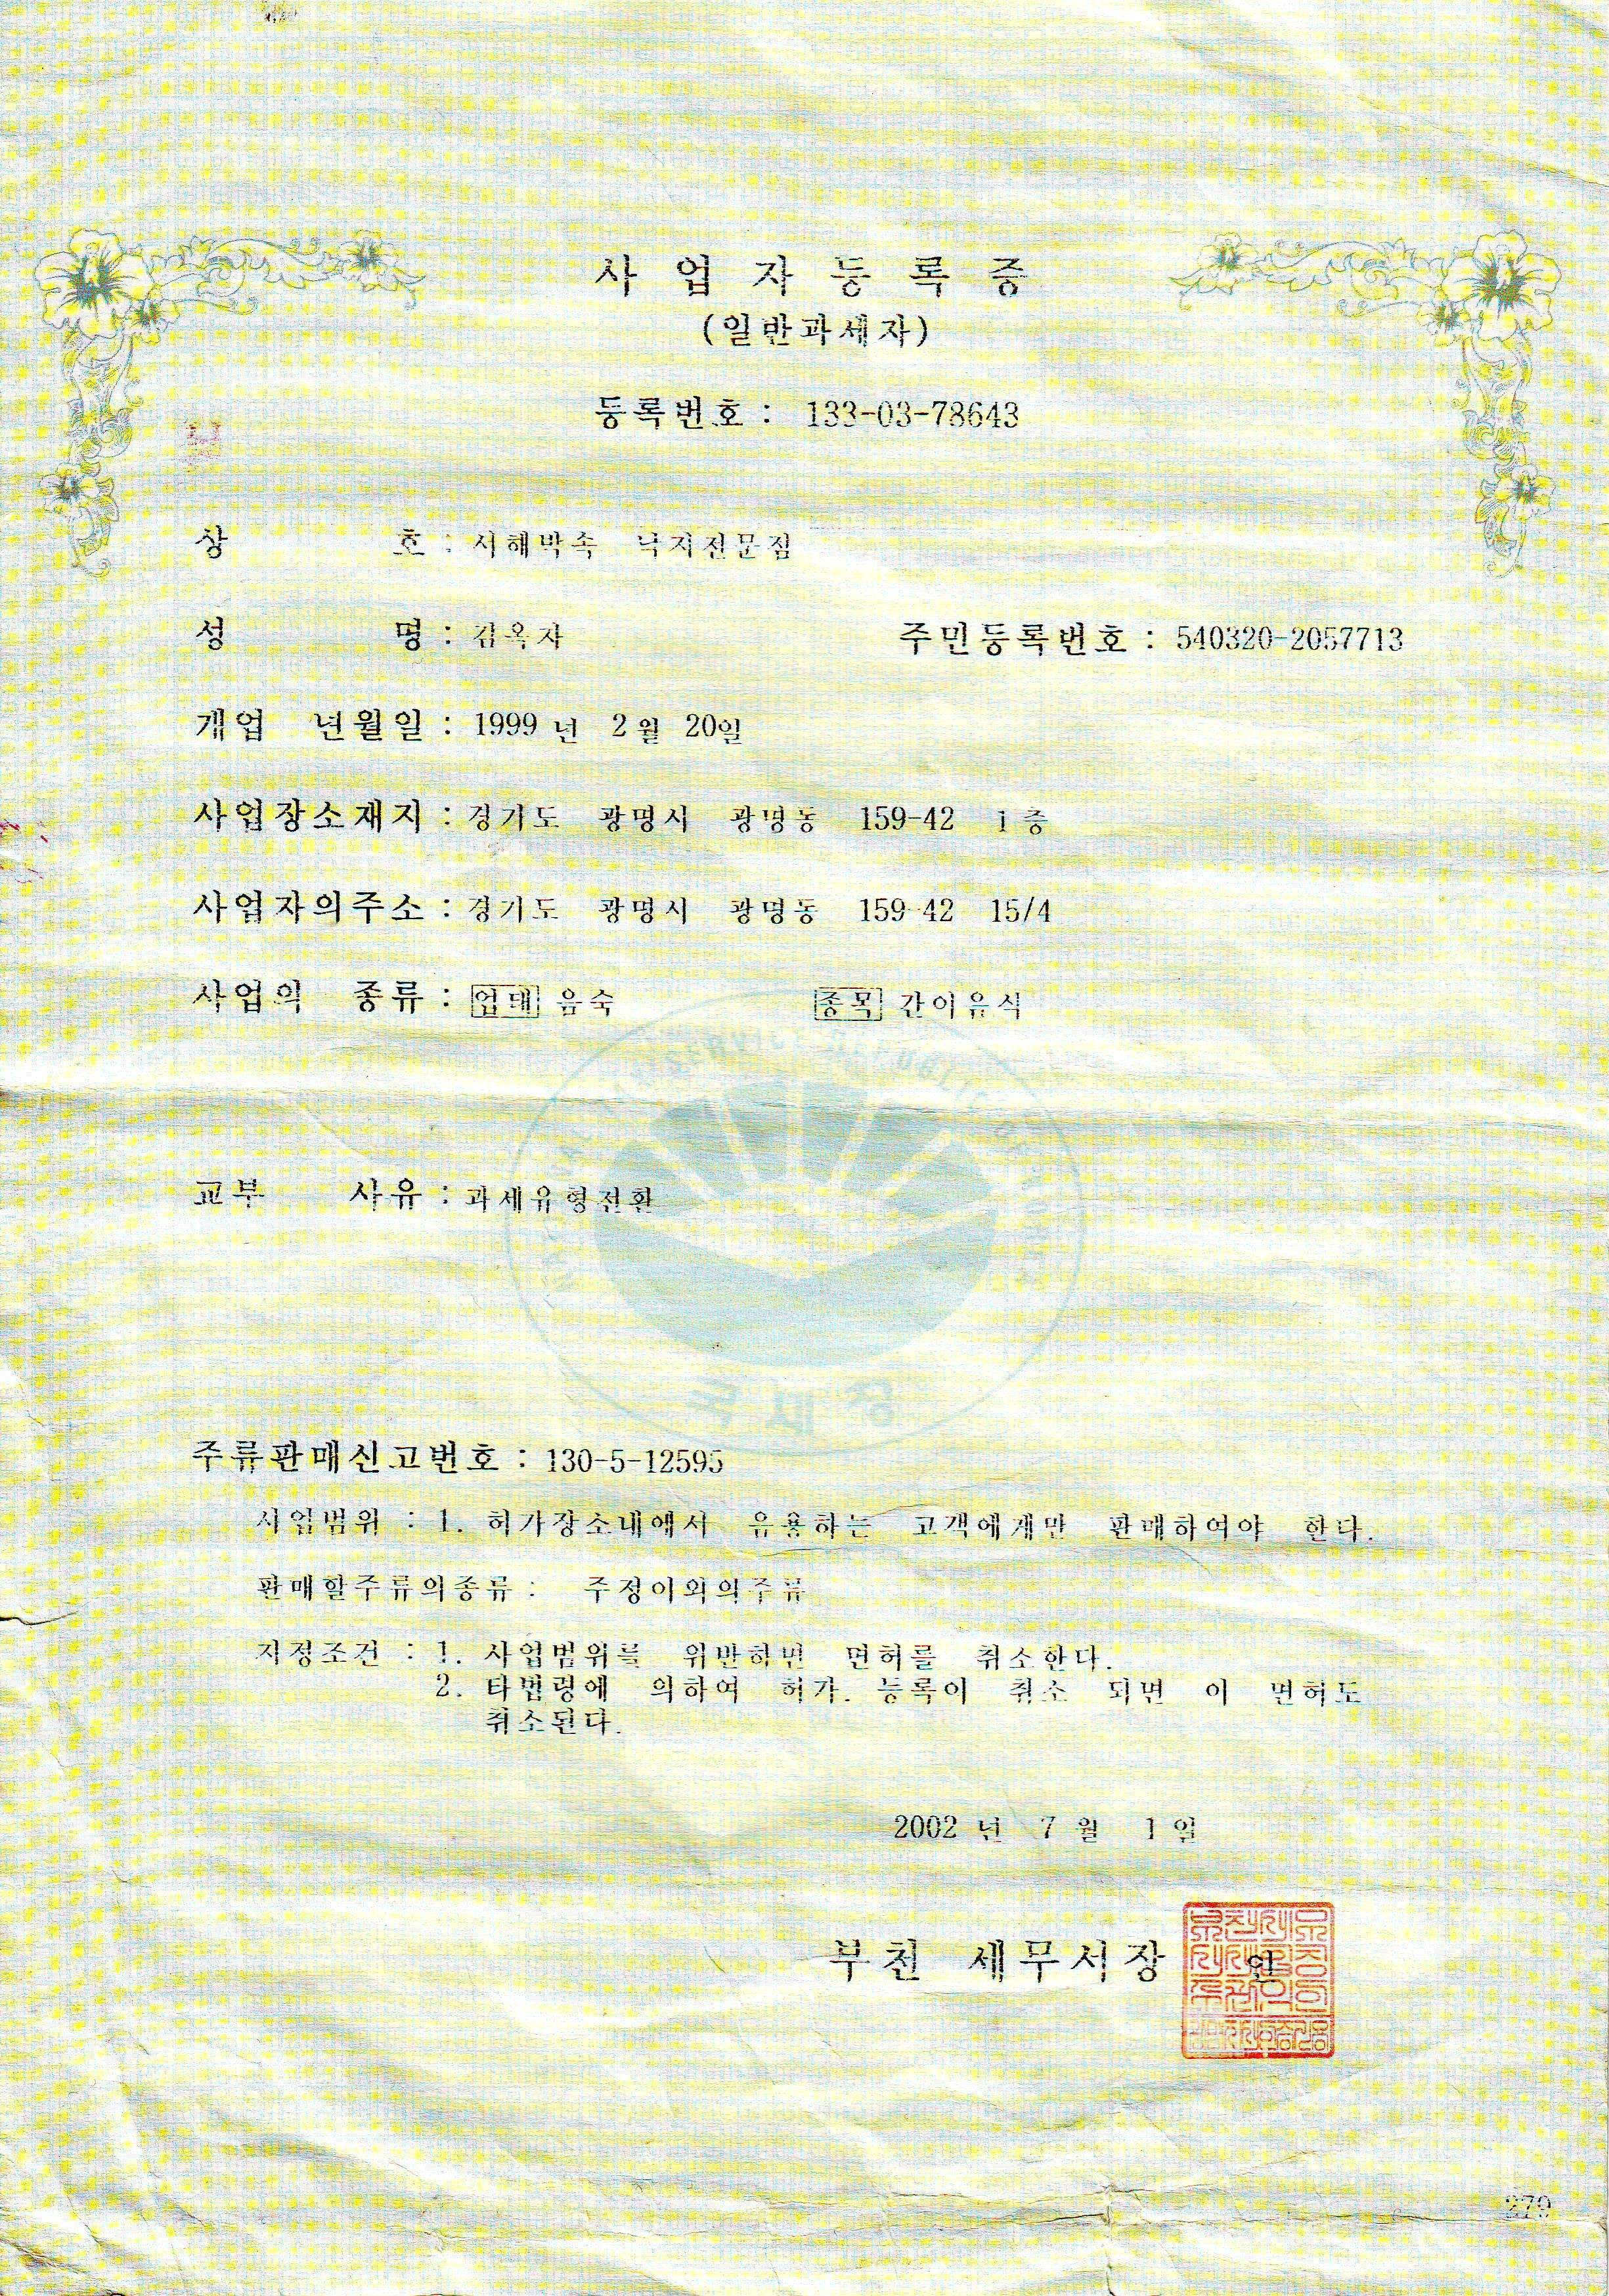 사 업 자 등 록 증
(일반과세자)
등록번호 : 133-03-78643
상 호 : 서해박속 낙지전문점
성 명 : 김옥자 주민등록번호 : 540320-2057713
개업 년월일 : 1999 년 2 월 20일
사업장소재지 : 경기도 광명시 광명동 159-42 1 층
사업자의주소 : 경기도 광명시 광명동 159-42 15/4
사업의 종류 : 업태 음숙 종목 간이유식
NATIONAL TAX SERVICE REPUBLIC OF KOREA
교부 사유 : 과세유형전환
국세청
주류판매신고번호 : 130-5-12595
사업범위 : 1. 허가장소내에서 유용하는 고객에게만 판매하여야 한다.
판매할주류의종류 : 주정이외의주류
지정조건 : 1. 사업범위를 위반하면 면허를 취소한다.
2. 타법령에 의하여 허가. 등록이 취소 되면 이 면허도
취소된다.
2002 년 7 월 1 일
부천 세무서장 인
279